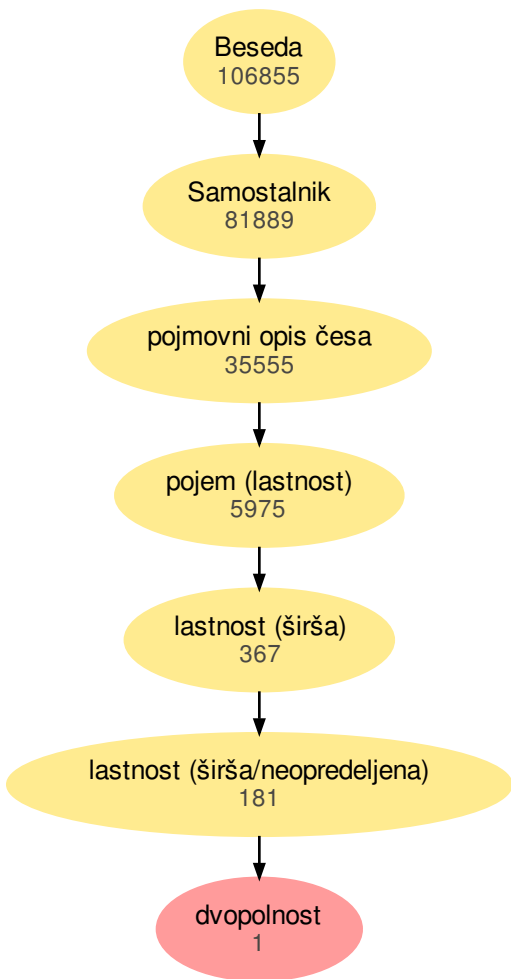 Beseda
106855
Samostalnik
81889
pojmovni opis česa
35555
pojem (lastnost)
5975
lastnost (širša)
367
lastnost (širša/neopredeljena)
181
dvopolnost
1